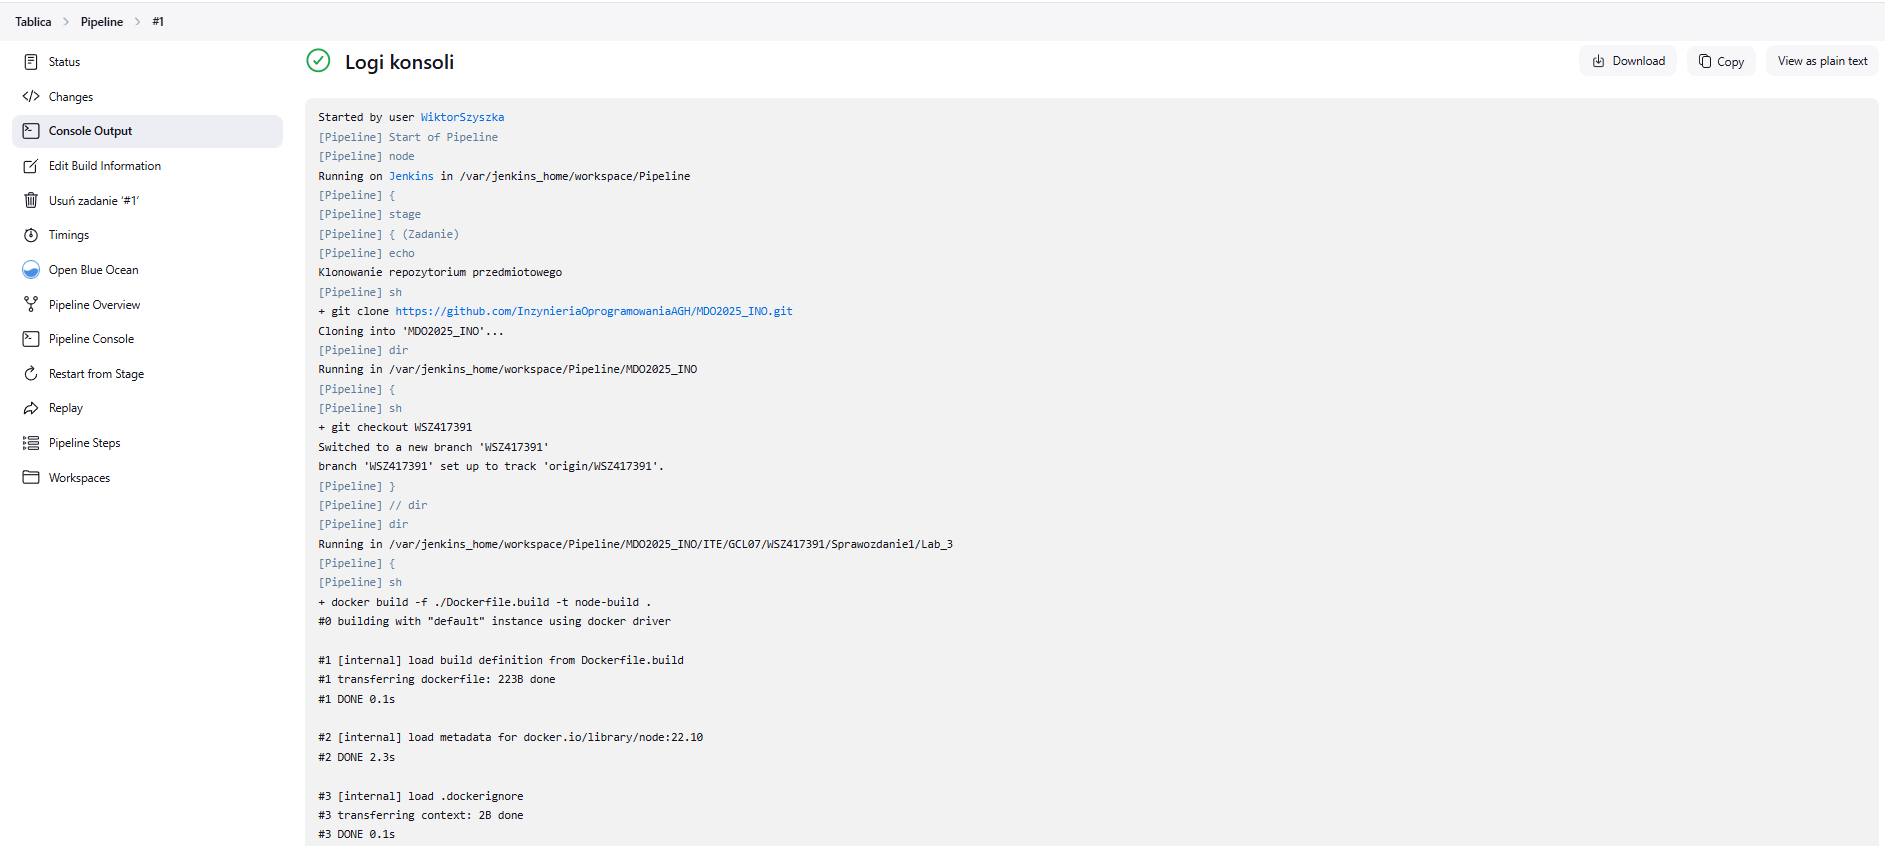 Tablica > Pipeline > #1
Status
Changes
Console Output
Edit Build Information
Usuń zadanie '#1'
Timings
Open Blue Ocean
Pipeline Overview
Pipeline Console
Restart from Stage
Replay
Pipeline Steps
Workspaces
Logi konsoli
Download
Copy
View as plain text
Started by user WiktorSzyszka
[Pipeline] Start of Pipeline
[Pipeline] node
Running on Jenkins in /var/jenkins_home/workspace/Pipeline
[Pipeline] {
[Pipeline] stage
[Pipeline] { (Zadanie)
[Pipeline] echo
Klonowanie repozytorium przedmiotowego
[Pipeline] sh
+ git clone https://github.com/InzynieriaOprogramowaniaAGH/MDO2025_INO.git
Cloning into 'MDO2025_INO'...
[Pipeline] dir
Running in /var/jenkins_home/workspace/Pipeline/MDO2025_INO
[Pipeline] {
[Pipeline] sh
+ git checkout WSZ417391
Switched to a new branch 'WSZ417391'
branch 'WSZ417391' set up to track 'origin/WSZ417391'.
[Pipeline] }
[Pipeline] // dir
[Pipeline] dir
Running in /var/jenkins_home/workspace/Pipeline/MDO2025_INO/ITE/GCL07/WSZ417391/Sprawozdanie1/Lab_3
[Pipeline] {
[Pipeline] sh
+ docker build -f ./Dockerfile.build -t node-build .
#0 building with "default" instance using docker driver
#1 [internal] load build definition from Dockerfile.build
#1 transferring dockerfile: 223B done
#1 DONE 0.1s
#2 [internal] load metadata for docker.io/library/node:22.10
#2 DONE 2.3s
#3 [internal] load .dockerignore
#3 transferring context: 2B done
#3 DONE 0.1s